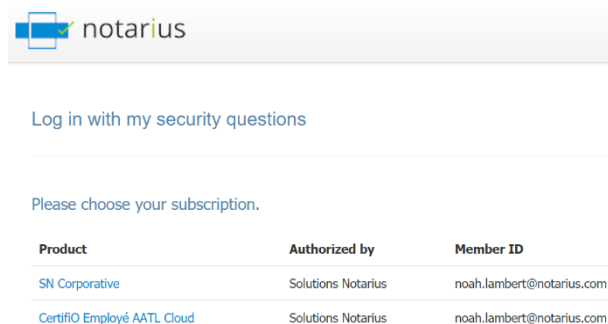 notarius
Log in with my security questions
Please choose your subscription.
Product Authorized by Member ID
SN Corporative Solutions Notarius noah.lambert@notarius.com
CertifiO Employé AATL Cloud Solutions Notarius noah.lambert@notarius.com